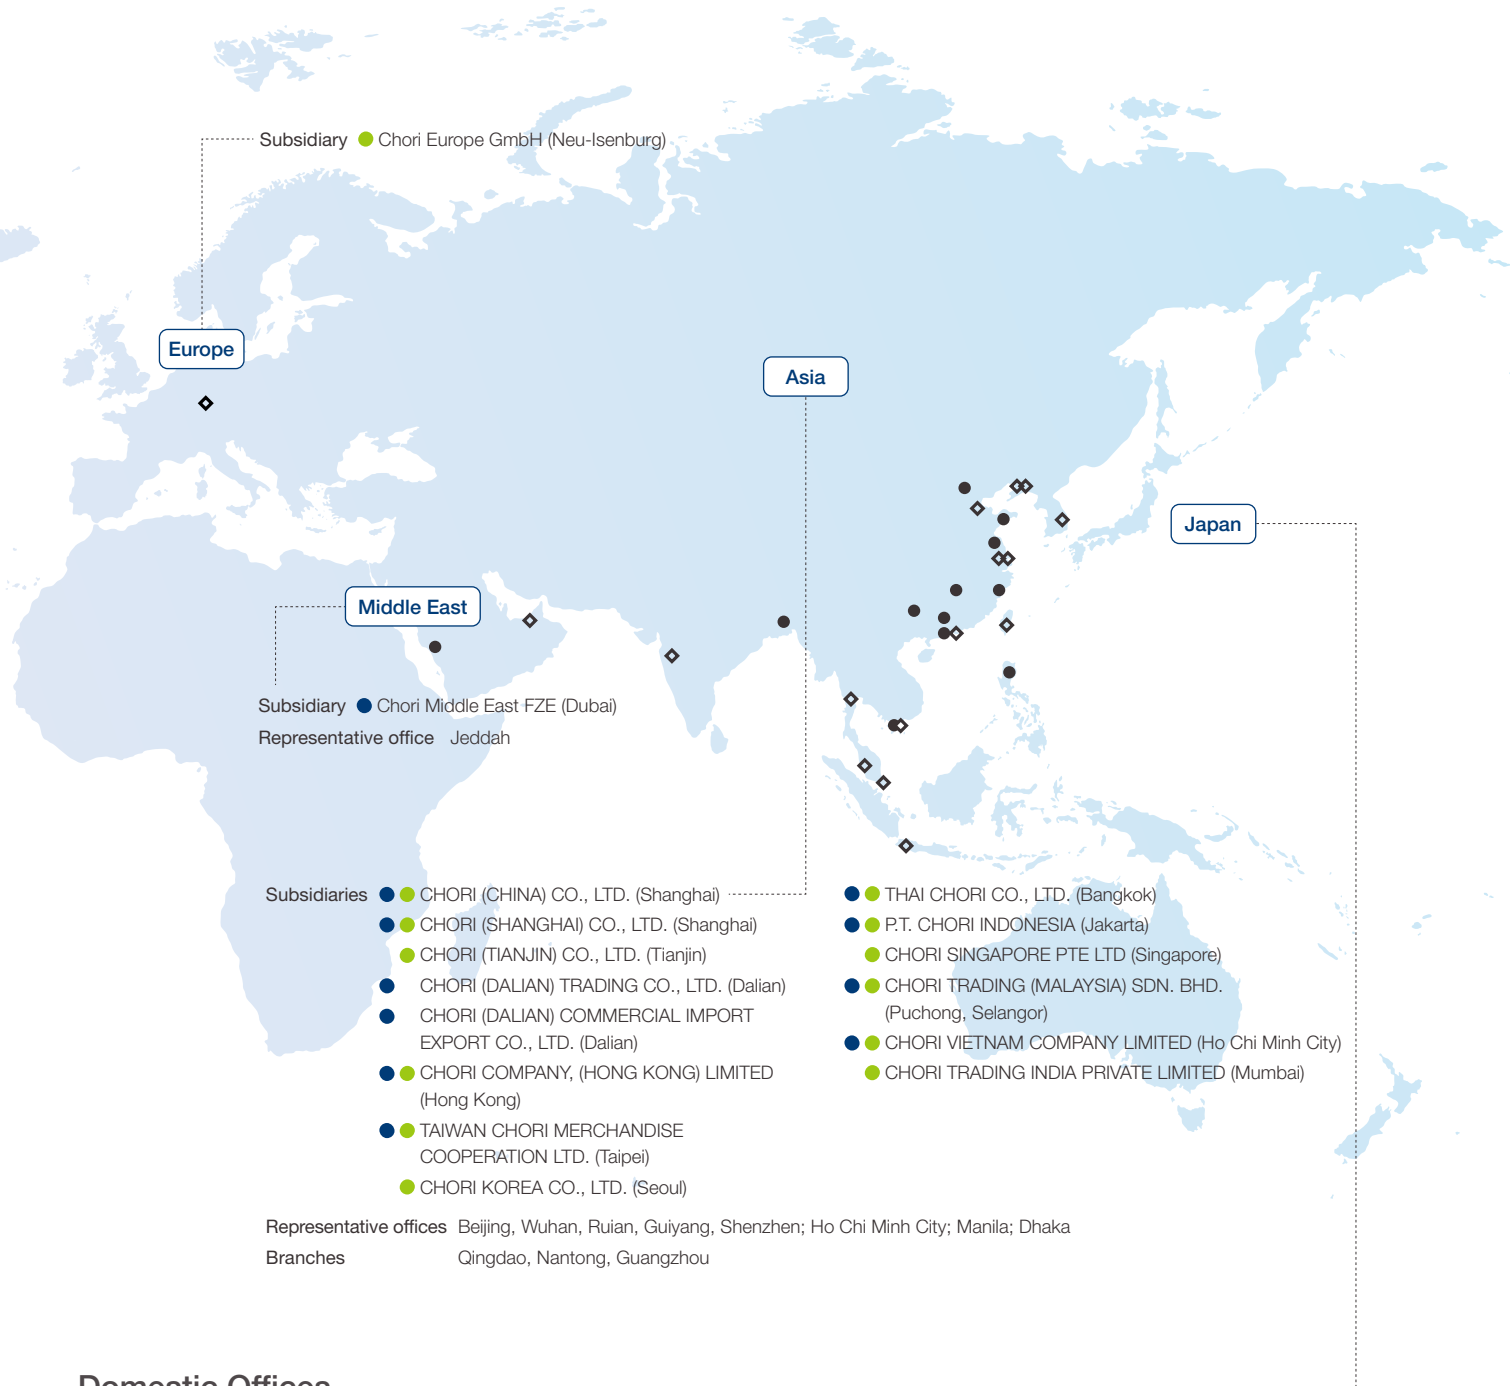 Subsidiary Chori Europe GmbH (Neu-Isenburg)
Europe
Asia
Japan
Middle East
Subsidiary Chori Middle East FZE (Dubai)
Representative office Jeddah
Subsidiaries CHORI (CHINA) CO., LTD. (Shanghai)
CHORI (SHANGHAI) CO., LTD. (Shanghai)
CHORI (TIANJIN) CO., LTD. (Tianjin)
CHORI (DALIAN) TRADING CO., LTD. (Dalian)
CHORI (DALIAN) COMMERCIAL IMPORT
EXPORT CO., LTD. (Dalian)
CHORI COMPANY, (HONG KONG) LIMITED
(Hong Kong)
TAIWAN CHORI MERCHANDISE
COOPERATION LTD. (Taipei)
CHORI KOREA CO., LTD. (Seoul)
THAI CHORI CO., LTD. (Bangkok)
P.T. CHORI INDONESIA (Jakarta)
CHORI SINGAPORE PTE LTD (Singapore)
CHORI TRADING (MALAYSIA) SDN. BHD.
(Puchong, Selangor)
CHORI VIETNAM COMPANY LIMITED (Ho Chi Minh City)
CHORI TRADING INDIA PRIVATE LIMITED (Mumbai)
Representative offices Beijing, Wuhan, Ruian, Guiyang, Shenzhen; Ho Chi Minh City; Manila; Dhaka
Branches Qingdao, Nantong, Guangzhou
Domestic Offices